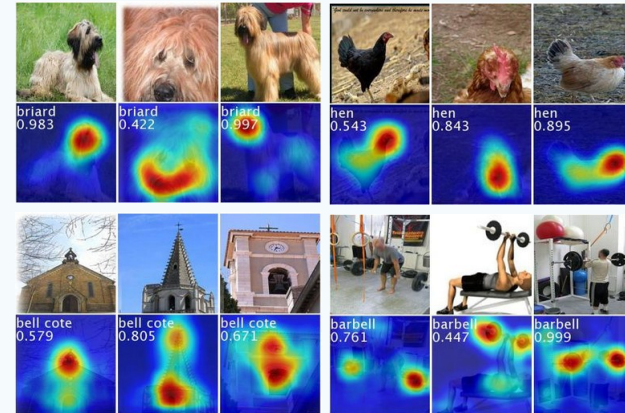 briard
0.983
briard
0.422
briard
0.997
hen
0.543
hen
0.843
hen
0.895
bell cote
0.579
bell cote
0.805
bell cote
0.671
barbell
0.761
barbell
0.447
barbell
0.999